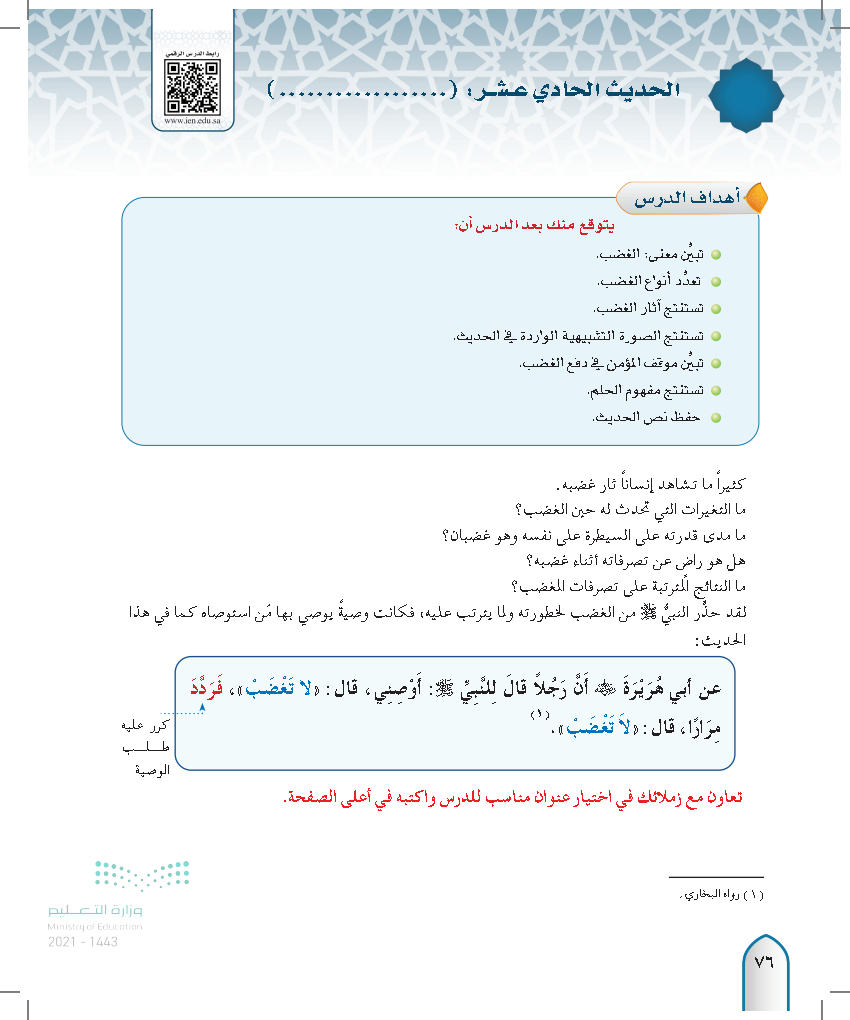 رابط الدرس الرقمي
www.ien.edu.sa
الحديث الحادي عشر: (..................)
أهداف الدرس
يتوقع منك بعد الدرس أن:
تبيُّن معنى: الغضب.
تعدُّد أنواع الغضب.
تستنتج آثار الغضب.
تستنتج الصورة التشبيهية الواردة في الحديث.
تبيُّن موقف المؤمن في دفع الغضب.
تستنتج مفهوم الحلم.
حفظ نص الحديث.
كثيراً ما تشاهد إنساناً ثار غضبه.
ما التغيرات التي تحدث له حين الغضب؟
ما مدى قدرته على السيطرة على نفسه وهو غضبان؟
هل هو راض عن تصرفاته أثناء غضبه؟
ما النتائج المُترتبة على تصرفات المغضب؟
لقد حذَّر النبيُّ ﷺ من الغضب لخطورته ولما يترتب عليه، فكانت وصيةً يوصي بها مَن استوصاه كما في هذا
الحديث:
عن أبي هُرَيْرَةَ رضي الله عنه أَنَّ رَجُلاً قالَ لِلنَّبِيِّ ﷺ: أَوْصِنِي، قال: «لا تَغْضَبْ»، فَرَدَّدَ
مِرَارًا، قال: «لاَ تَغْضَبْ».(١)
كرر عليه
طلب
الوصية
تعاون مع زملائك في اختيار عنوان مناسب للدرس واكتبه في أعلى الصفحة.
(١) رواه البخاري.
وزارة التعليم
Ministry of Education
2021 - 1443
٧٦